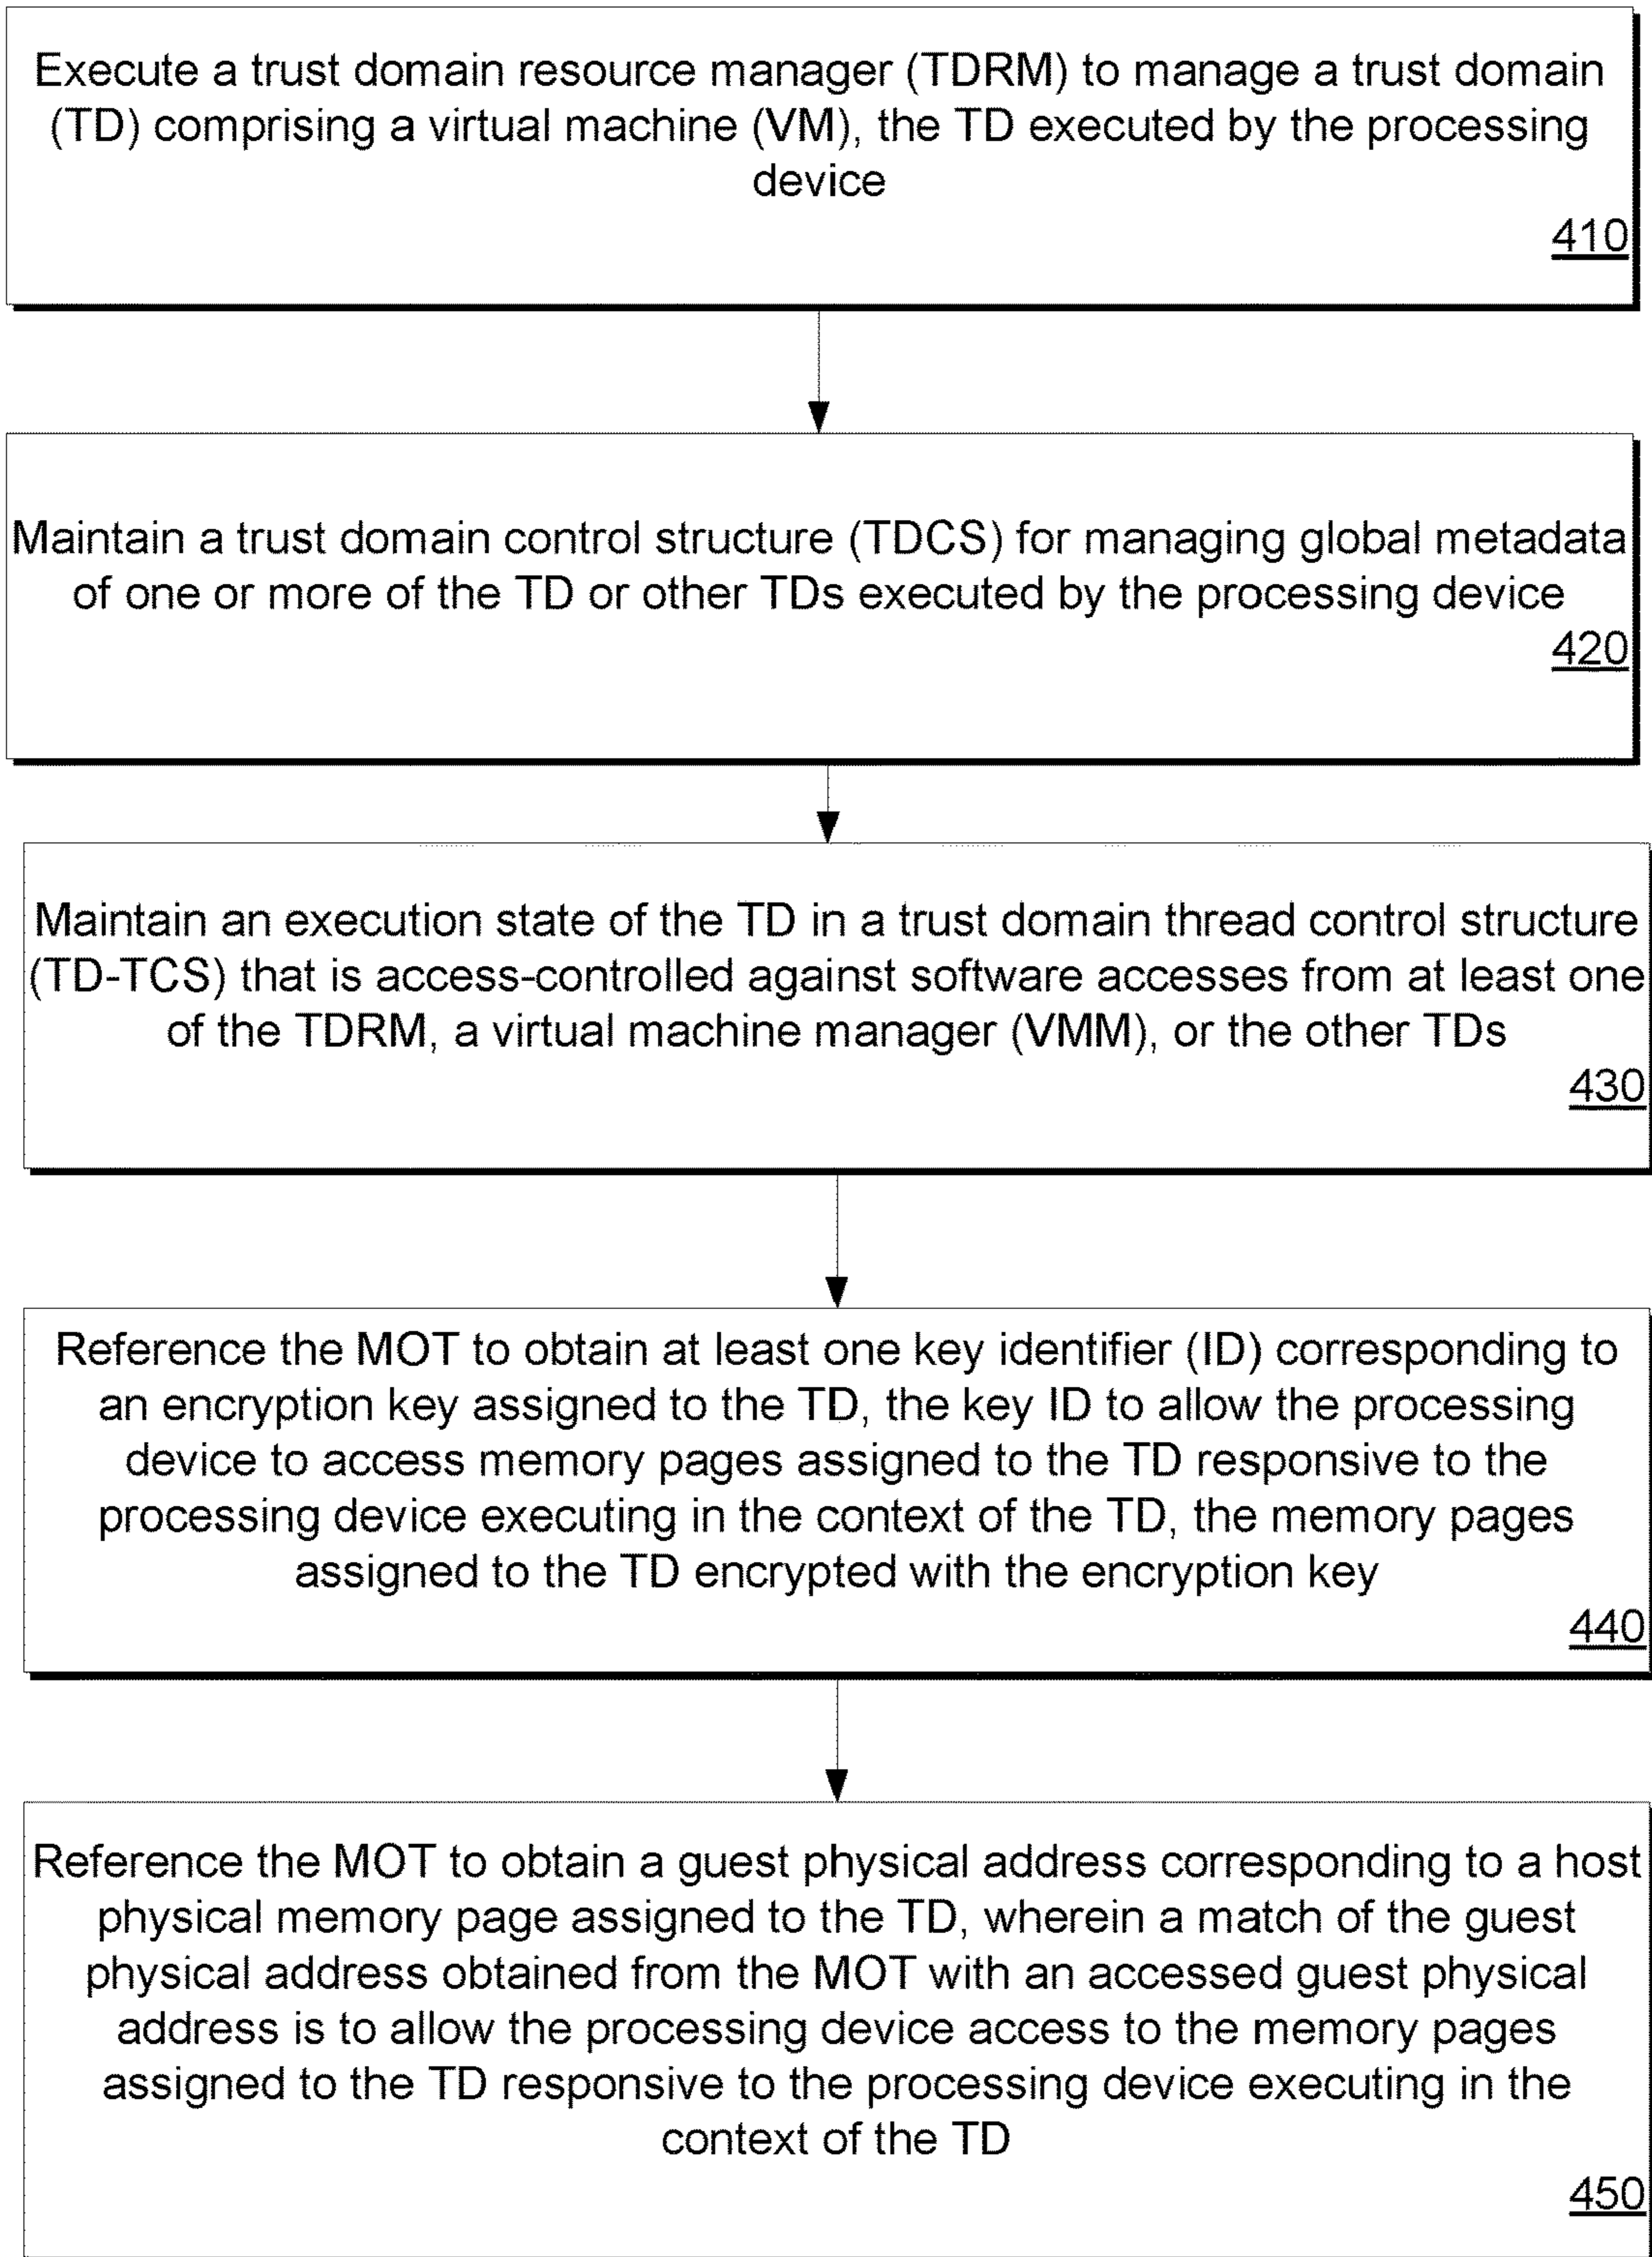 Execute a trust domain resource manager (TDRM) to manage a trust domain
(TD) comprising a virtual machine (VM), the TD executed by the processing
device
410
Maintain a trust domain control structure (TDCS) for managing global metadata
of one or more of the TD or other TDs executed by the processing device
420
Maintain an execution state of the TD in a trust domain thread control structure
(TD-TCS) that is access-controlled against software accesses from at least one
of the TDRM, a virtual machine manager (VMM), or the other TDs
430
Reference the MOT to obtain at least one key identifier (ID) corresponding to
an encryption key assigned to the TD, the key ID to allow the processing
device to access memory pages assigned to the TD responsive to the
processing device executing in the context of the TD, the memory pages
assigned to the TD encrypted with the encryption key
440
Reference the MOT to obtain a guest physical address corresponding to a host
physical memory page assigned to the TD, wherein a match of the guest
physical address obtained from the MOT with an accessed guest physical
address is to allow the processing device access to the memory pages
assigned to the TD responsive to the processing device executing in the
context of the TD
450